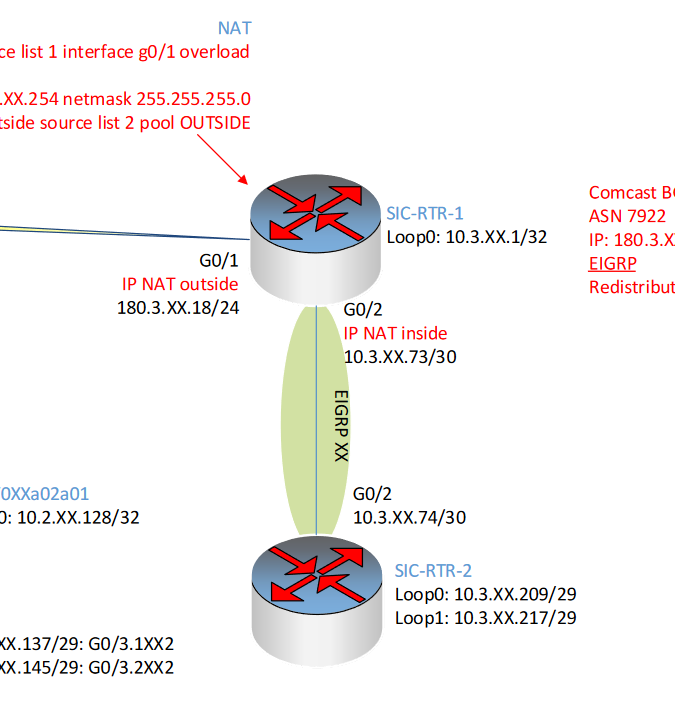 NAT
ce list 1 interface g0/1 overload
.XX.254 netmask 255.255.255.0
tside source list 2 pool OUTSIDE
SIC-RTR-1
Loop0: 10.3.XX.1/32
G0/1
IP NAT outside
180.3.XX.18/24
G0/2
IP NAT inside
10.3.XX.73/30
Comcast BG
ASN 7922
IP: 180.3.XX
EIGRP
Redistribut
EIGRP XX
0XXa02a01
0: 10.2.XX.128/32
G0/2
10.3.XX.74/30
SIC-RTR-2
Loop0: 10.3.XX.209/29
Loop1: 10.3.XX.217/29
XX.137/29: G0/3.1XX2
XX.145/29: G0/3.2XX2